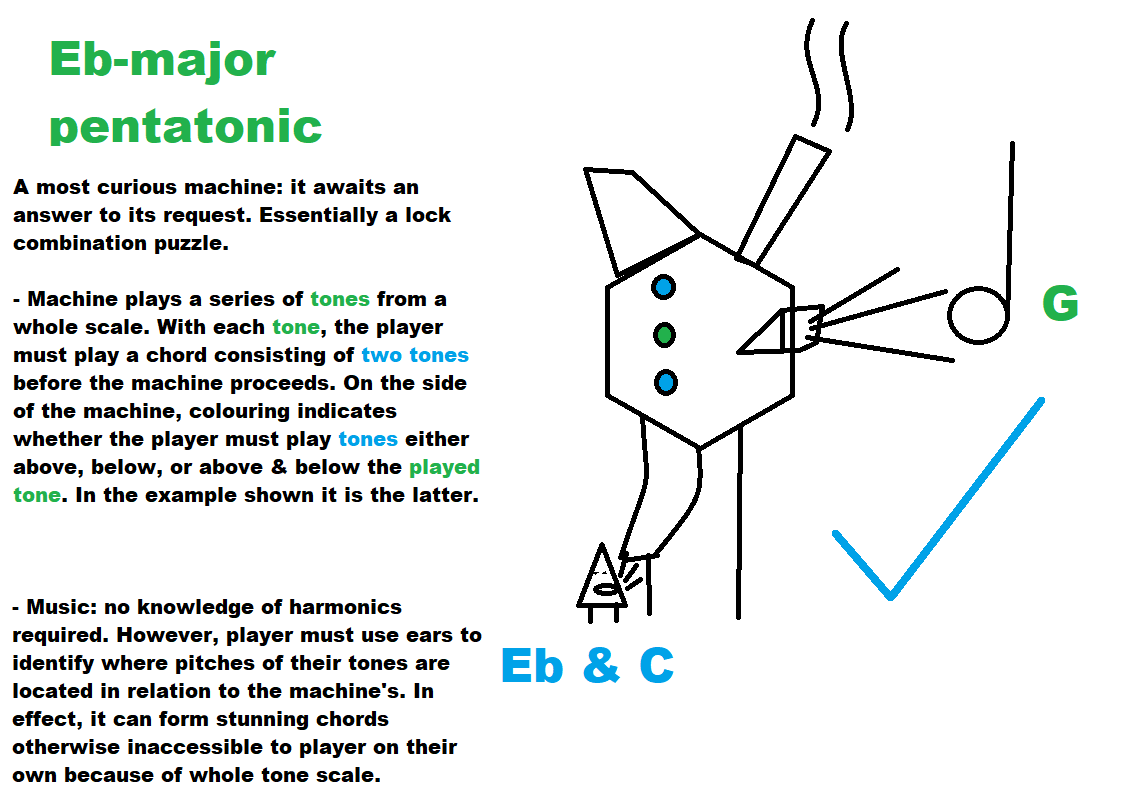 Eb-major
pentatonic
A most curious machine: it awaits an
answer to its request. Essentially a lock
combination puzzle.
- Machine plays a series of tones from a
whole scale. With each tone, the player
must play a chord consisting of two tones
before the machine proceeds. On the side
of the machine, colouring indicates
whether the player must play tones either
above, below, or above & below the played
tone. In the example shown it is the latter.
- Music: no knowledge of harmonics
required. However, player must use ears to
identify where pitches of their tones are
located in relation to the machine's. In
effect, it can form stunning chords
otherwise inaccessible to player on their
own because of whole tone scale.
G
Eb & C